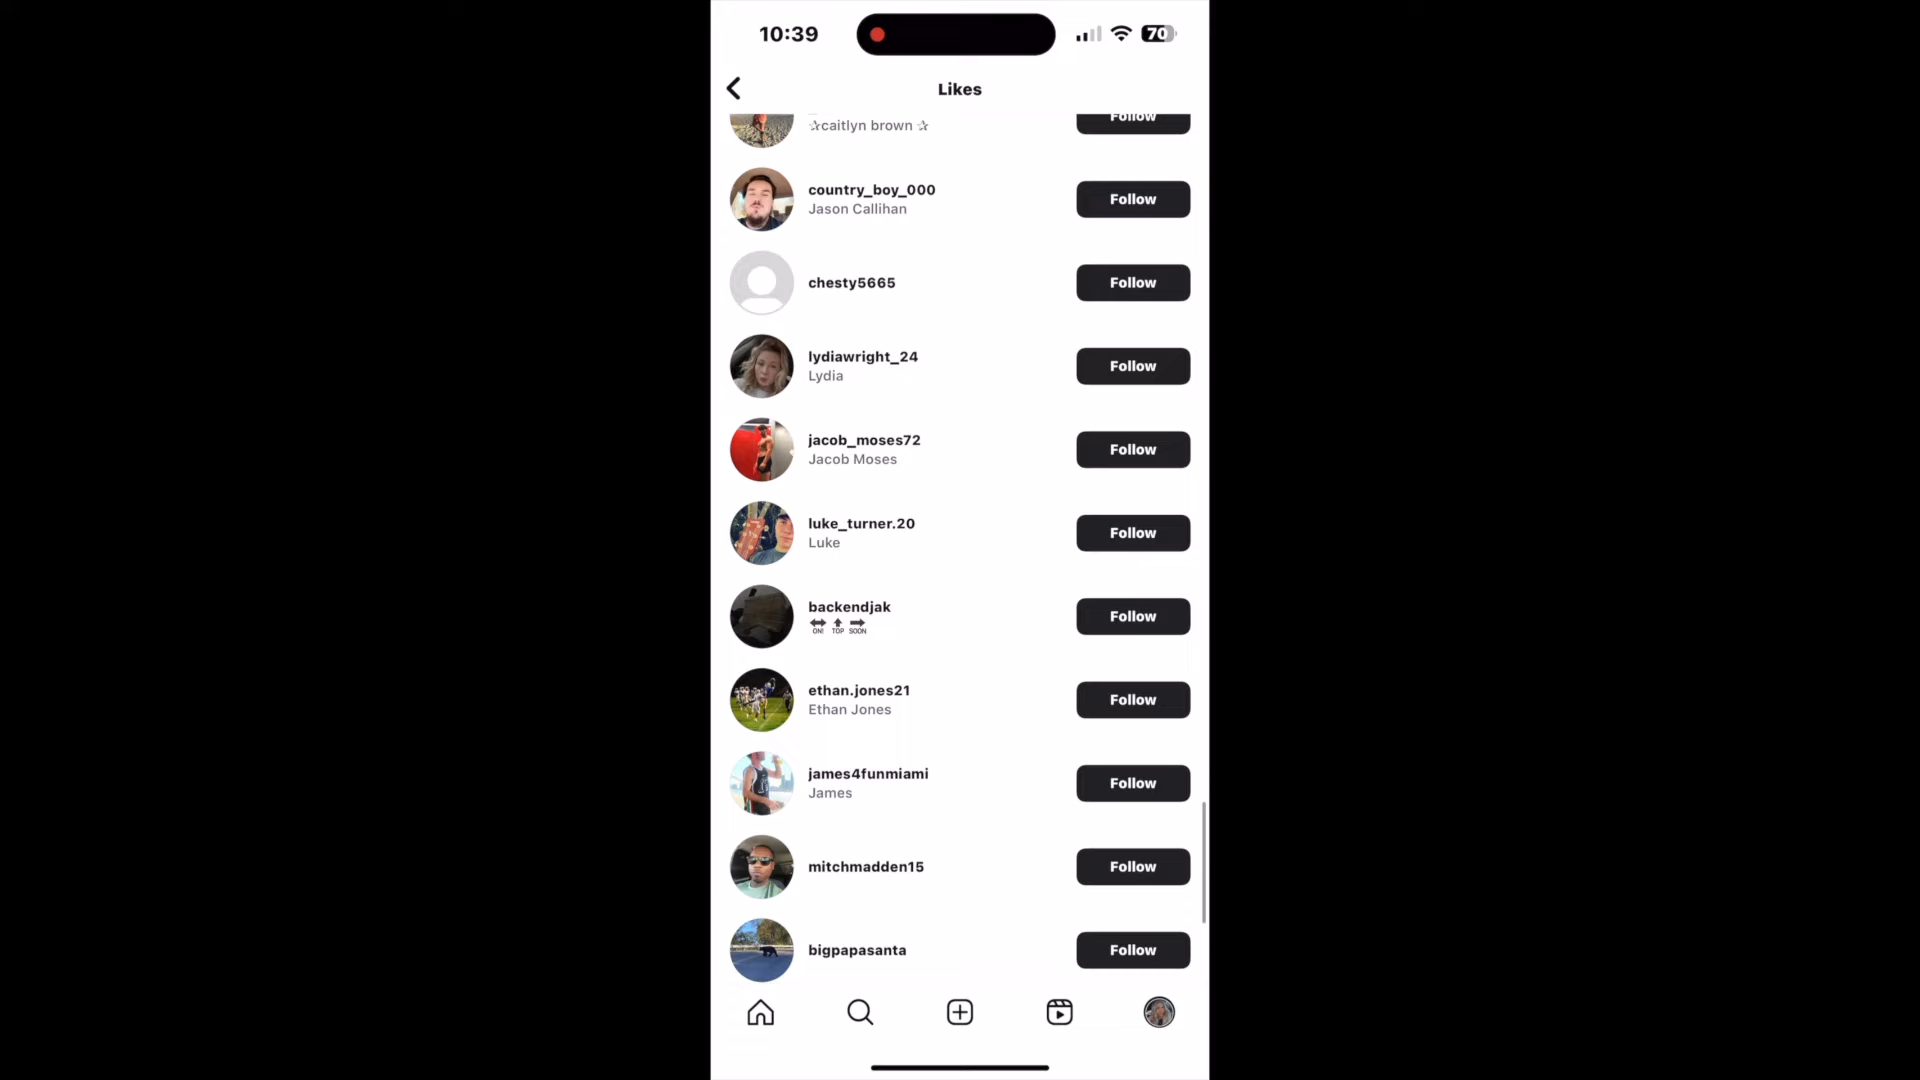 10:39
70
Likes
☆caitlyn brown ☆
Follow
country_boy_000
Jason Callihan
Follow
chesty5665
Follow
lydiawright_24
Lydia
Follow
jacob_moses72
Jacob Moses
Follow
luke_turner.20
Luke
Follow
backendjak
ON! TOP SOON
Follow
ethan.jones21
Ethan Jones
Follow
james4funmiami
James
Follow
mitchmadden15
Follow
bigpapasanta
Follow